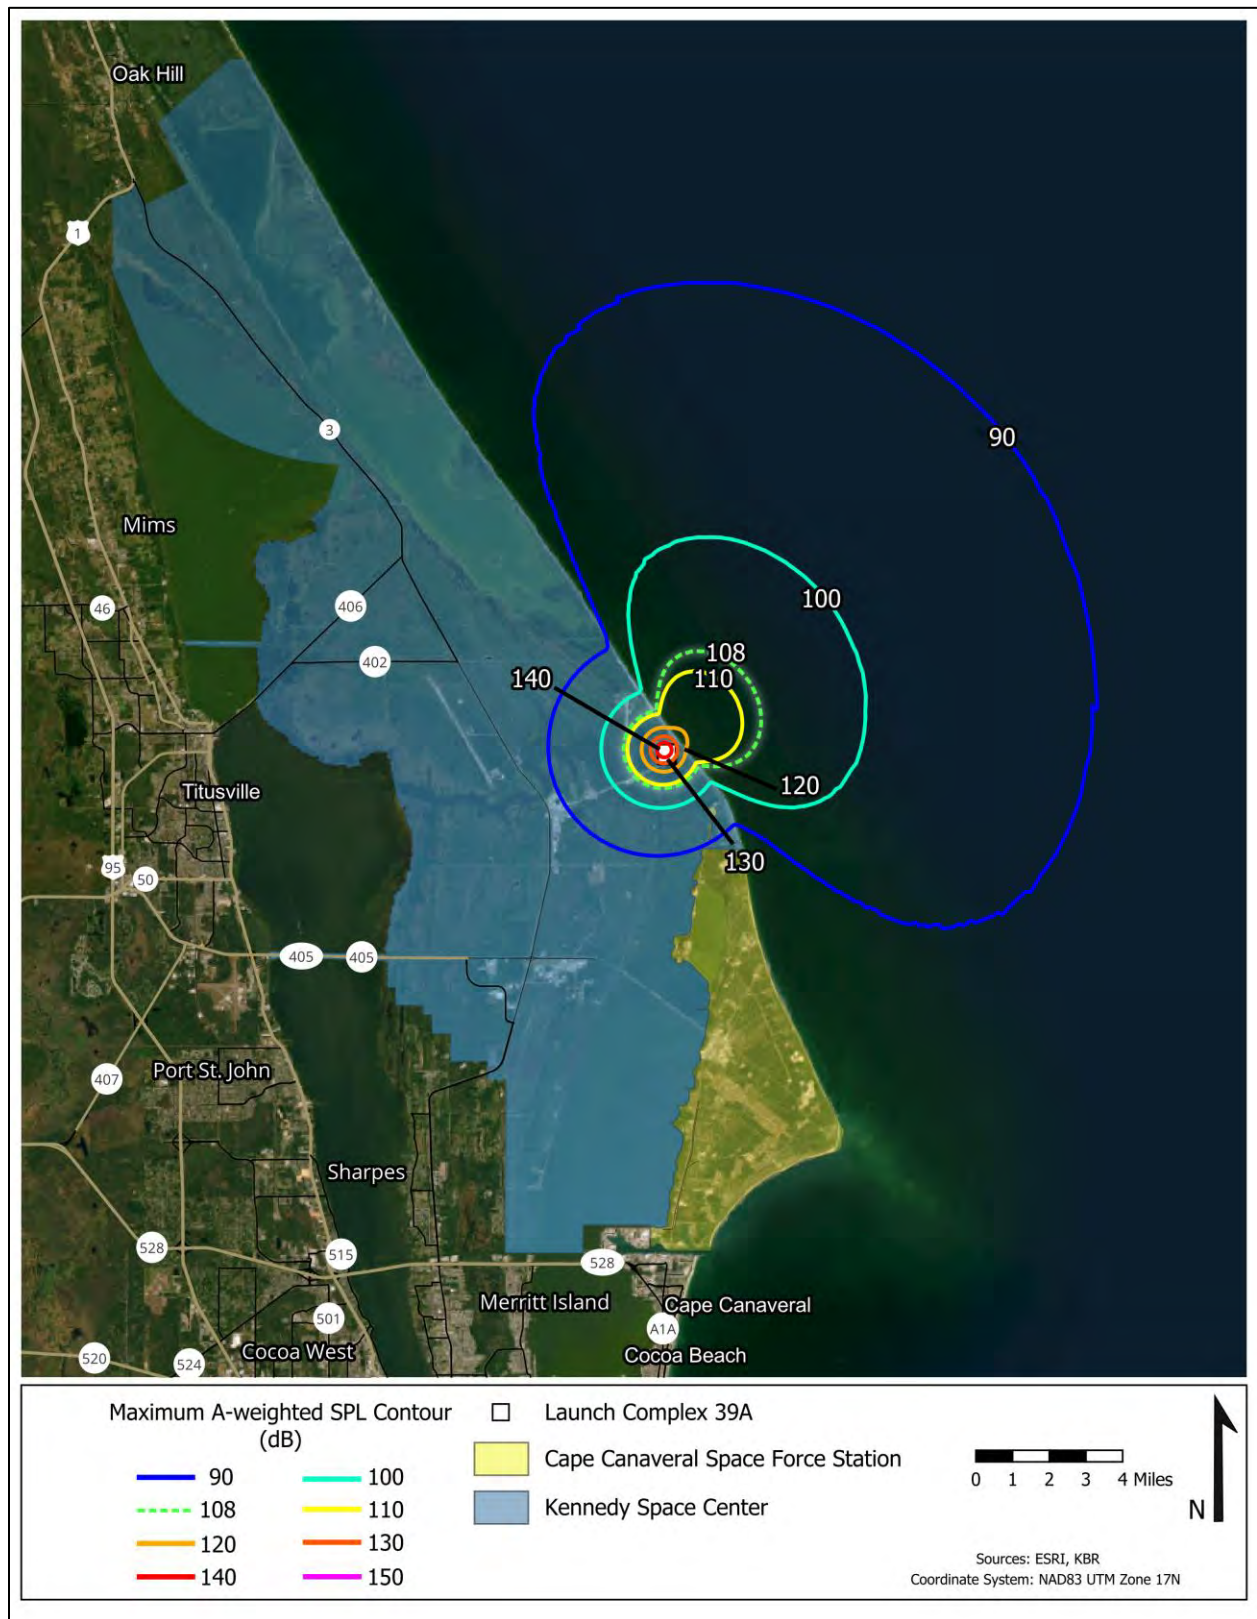 Oak Hill
1
3
90
Mims
100
46
406
108
402
110
140
120
Titusville
130
95
50
405
405
407
Port St. John
Sharpes
528
515
528
Merritt Island
Cape Canaveral
501
A1A
Cocoa West
Cocoa Beach
520
524
Maximum A-weighted SPL Contour
(dB)
90
100
108
110
120
130
140
150
Launch Complex 39A
Cape Canaveral Space Force Station
Kennedy Space Center
0 1 2 3 4 Miles
N
Sources: ESRI, KBR
Coordinate System: NAD83 UTM Zone 17N